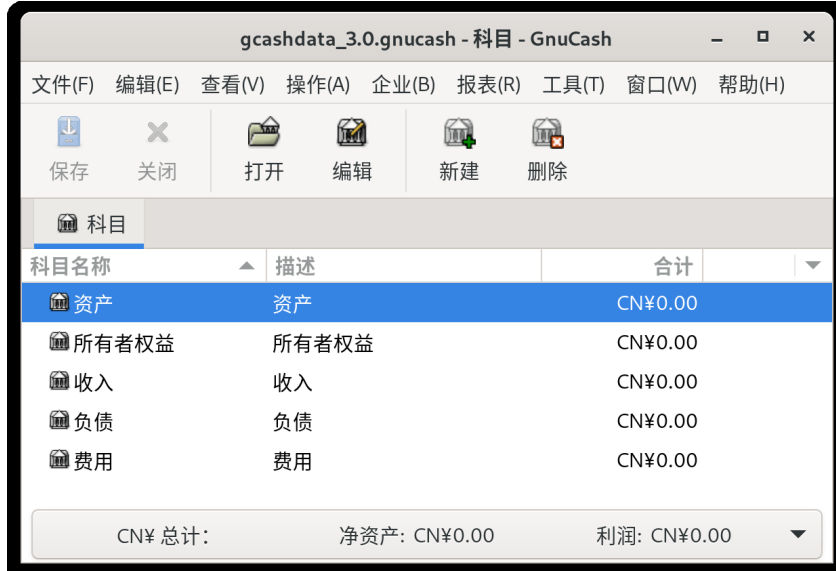 gcashdata_3.0.gnucash - 科目 - GnuCash
文件(F) 编辑(E) 查看(V) 操作(A) 企业(B) 报表(R) 工具(T) 窗口(W) 帮助(H)
保存 关闭 打开 编辑 新建 删除
科目
科目名称 描述 合计
资产 资产 CN¥0.00
所有者权益 所有者权益 CN¥0.00
收入 收入 CN¥0.00
负债 负债 CN¥0.00
费用 费用 CN¥0.00
CN¥ 总计: 净资产: CN¥0.00 利润: CN¥0.00